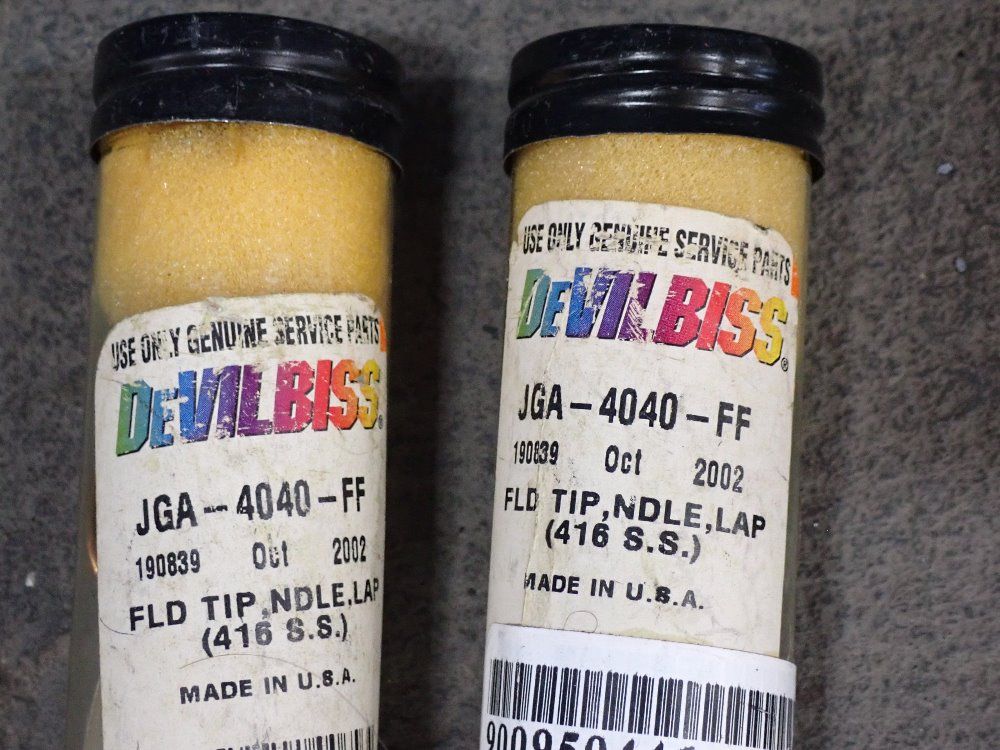 USE ONLY GENUINE SERVICE PARTS
DEVILBISS®
JGA-4040-FF
190839 Oct 2002
FLD TIP,NDLE,LAP
(416 S.S.)
MADE IN U.S.A.
USE ONLY GENUINE SERVICE PARTS
DEVILBISS®
JGA-4040-FF
190839 Oct 2002
FLD TIP,NDLE,LAP
(416 S.S.)
MADE IN U.S.A.